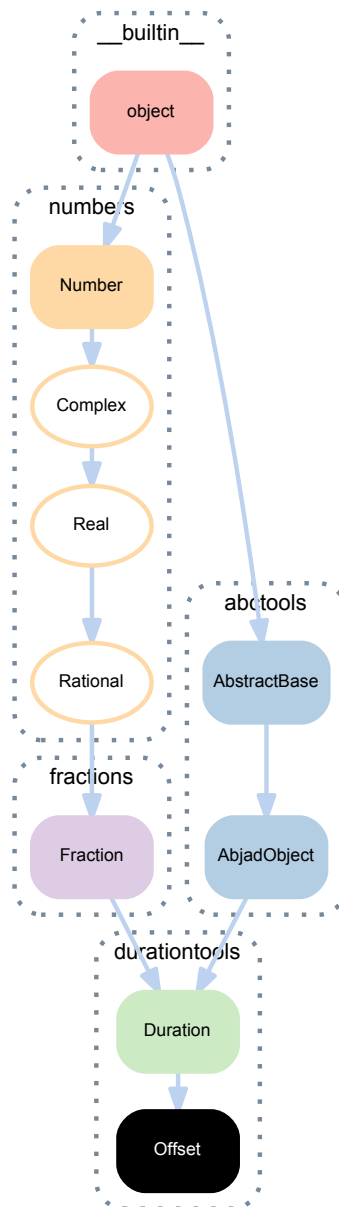 __builtin__
object
numbers
Number
Complex
Real
abctools
Rational
AbstractBase
fractions
Fraction
AbjadObject
durationtools
Duration
Offset